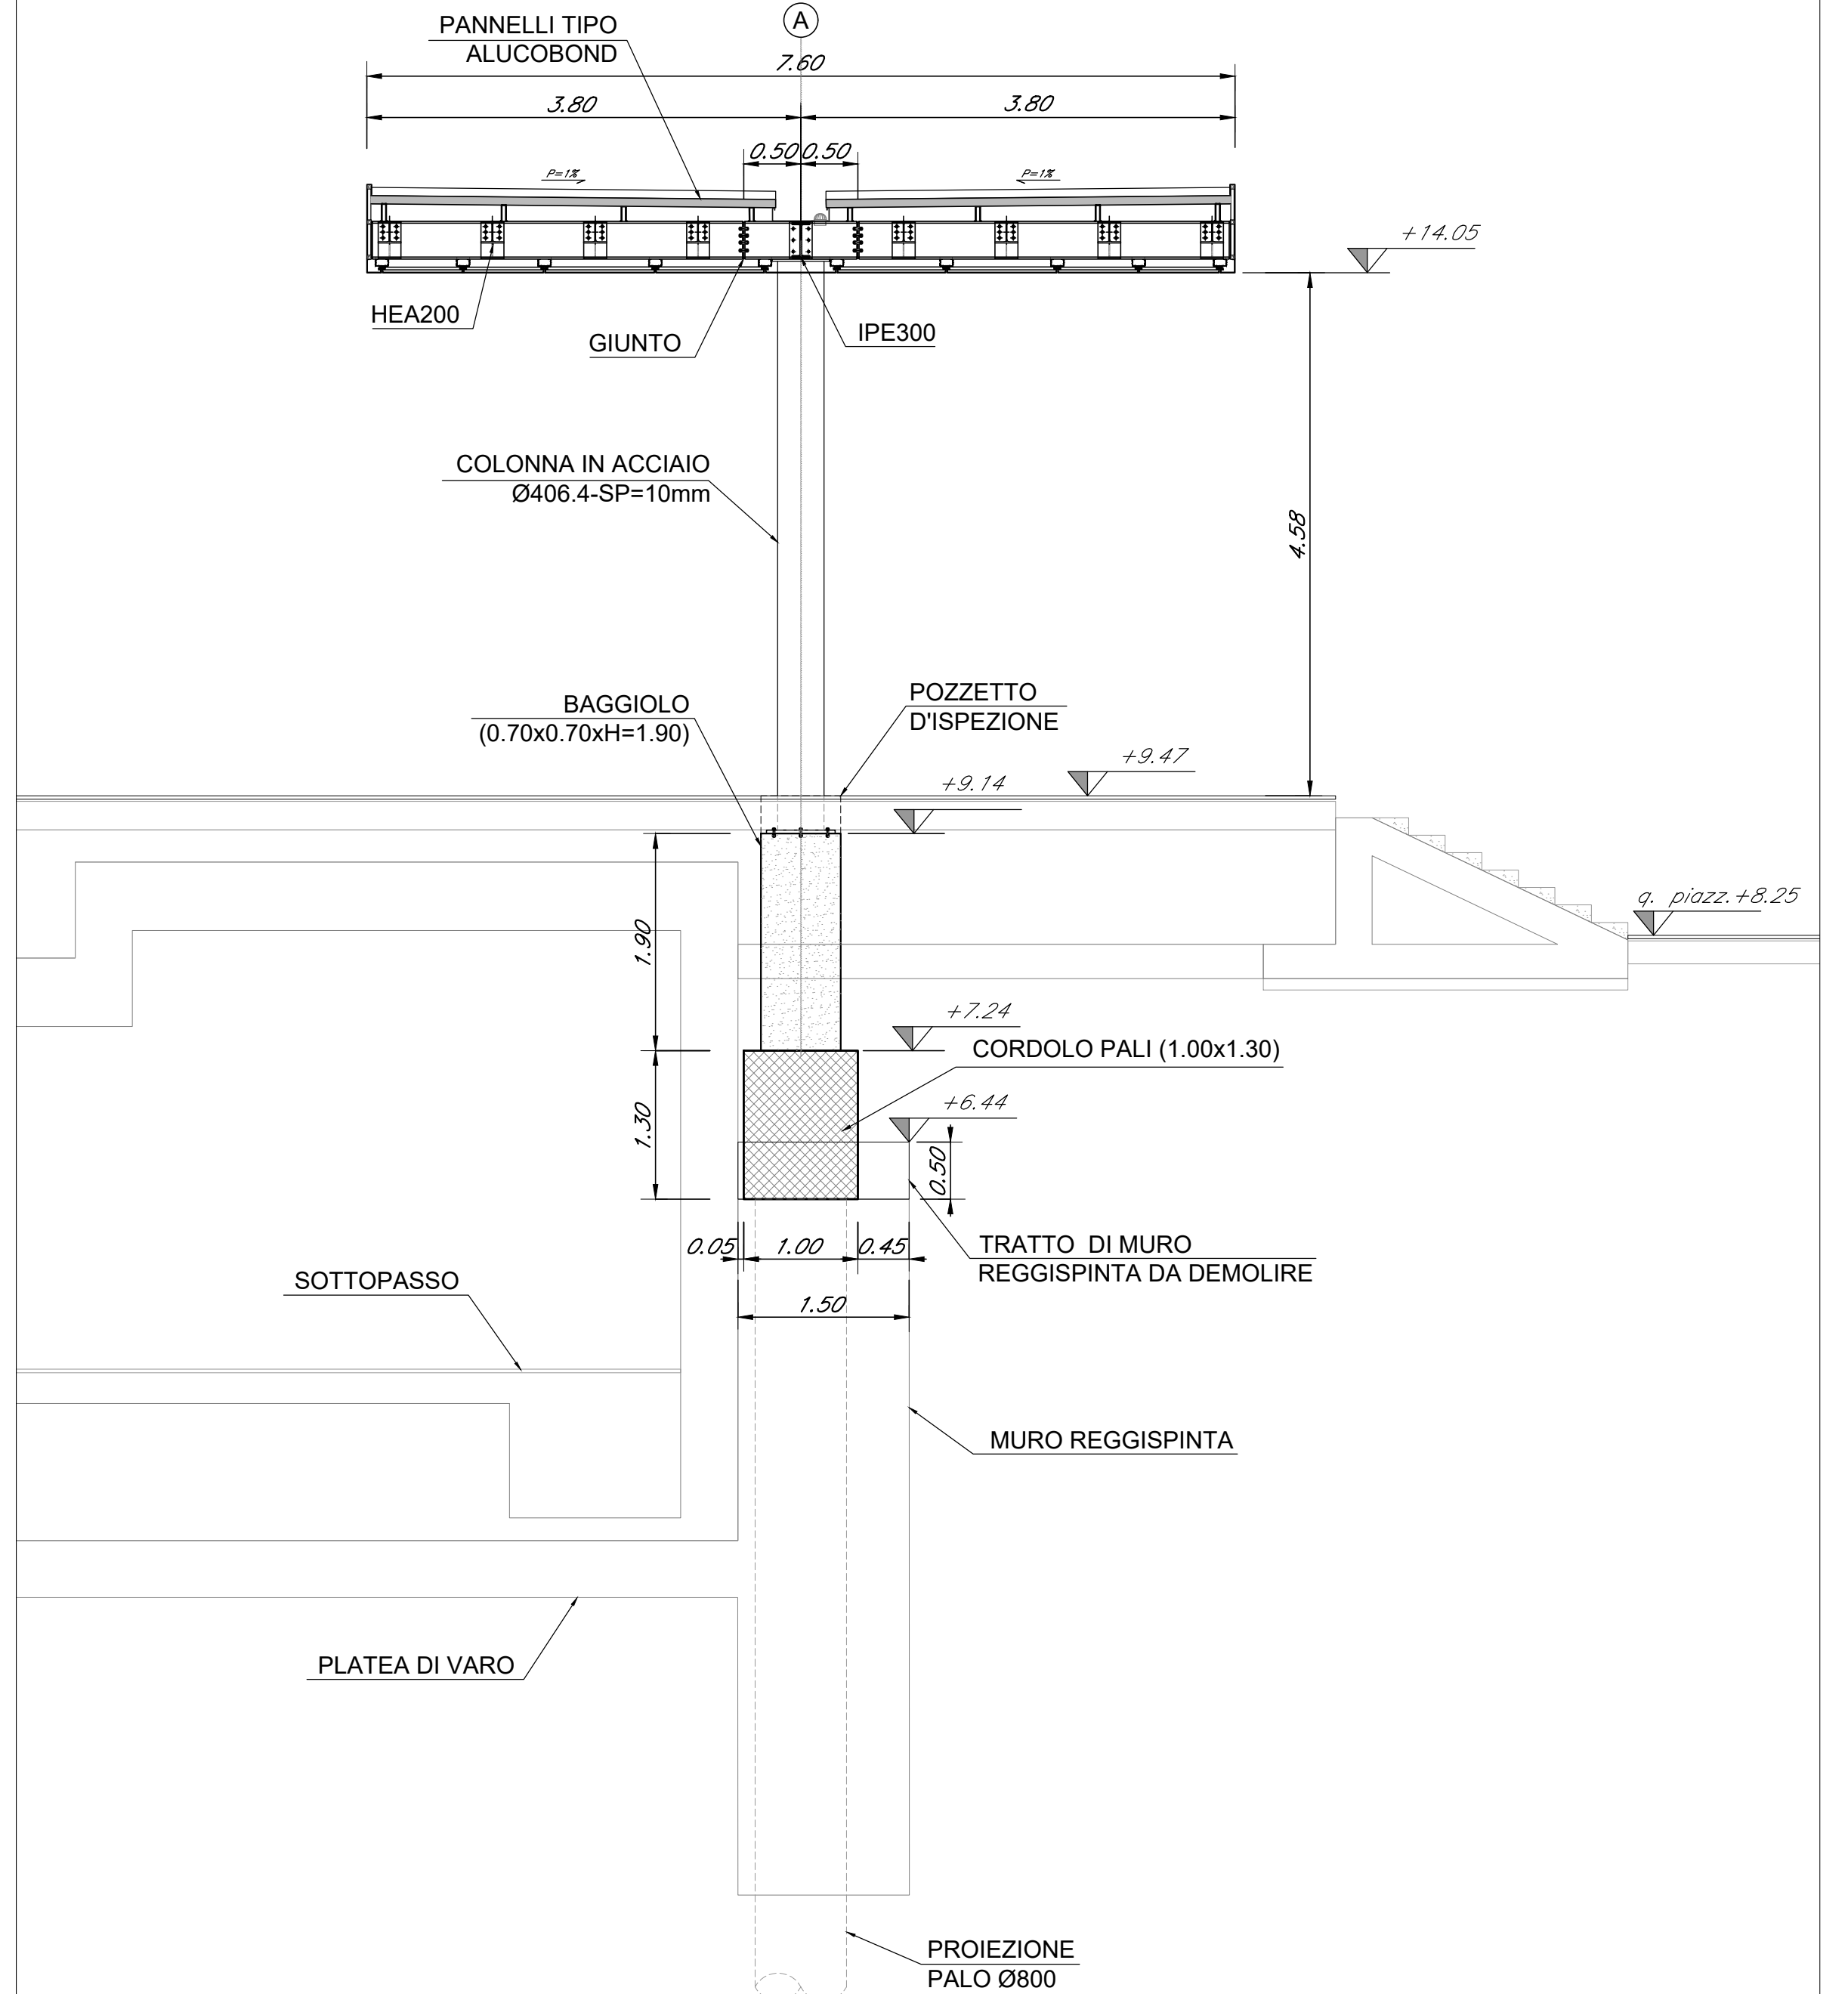 A
PANNELLI TIPO
ALUCOBOND
7.60
3.80
3.80
0.50
0.50
P=1%
P=1%
+14.05
HEA200
GIUNTO
IPE300
COLONNA IN ACCIAIO
Ø406.4-SP=10mm
4.58
BAGGIOLO
(0.70x0.70xH=1.90)
POZZETTO
D'ISPEZIONE
+9.47
+9.14
q. piazz.+8.25
1.90
+7.24
CORDOLO PALI (1.00x1.30)
1.30
+6.44
0.50
0.05
1.00
0.45
TRATTO DI MURO
REGGISPINTA DA DEMOLIRE
SOTTOPASSO
1.50
MURO REGGISPINTA
PLATEA DI VARO
PROIEZIONE
PALO Ø800